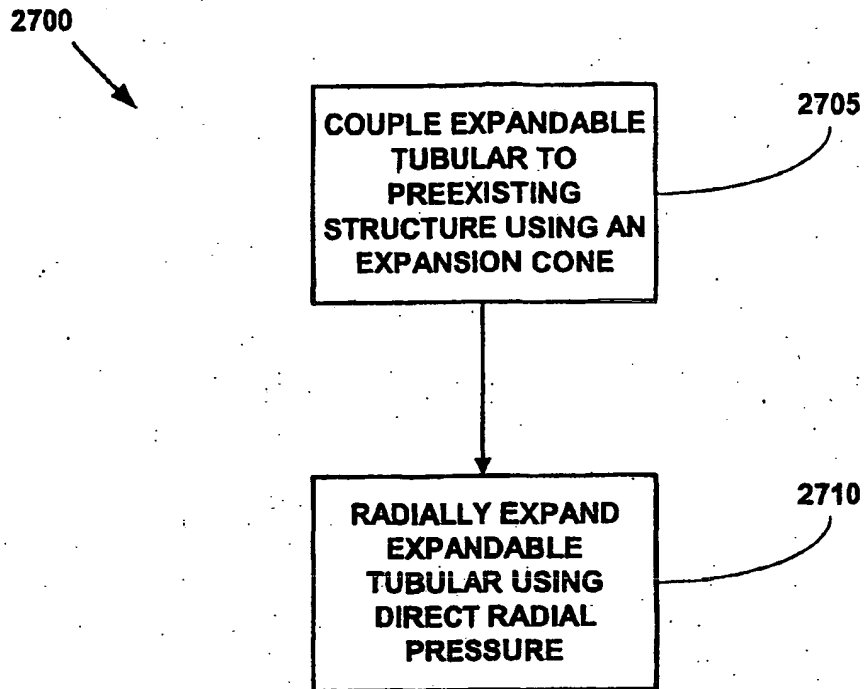 2700
2705
COUPLE EXPANDABLE
TUBULAR TO
PREEXISTING
STRUCTURE USING AN
EXPANSION CONE
2710
RADIALLY EXPAND
EXPANDABLE
TUBULAR USING
DIRECT RADIAL
PRESSURE